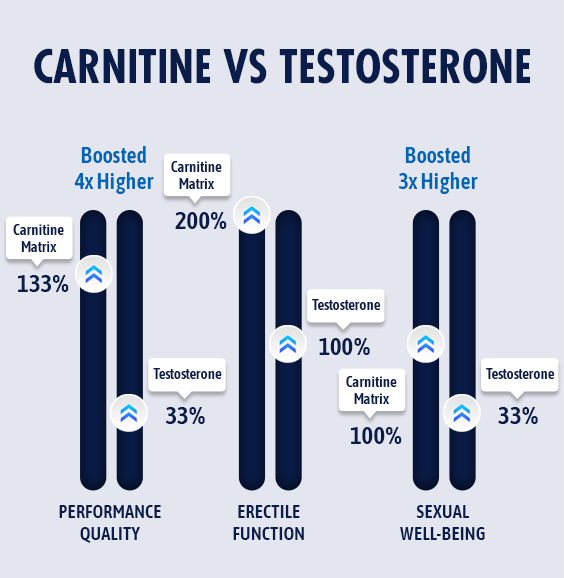 CARNITINE VS TESTOSTERONE
Boosted
4x Higher
Carnitine
Matrix
133%
Testosterone
33%
PERFORMANCE
QUALITY
Carnitine
Matrix
200%
Testosterone
100%
ERECTILE
FUNCTION
Boosted
3x Higher
Carnitine
Matrix
100%
Testosterone
33%
SEXUAL
WELL-BEING